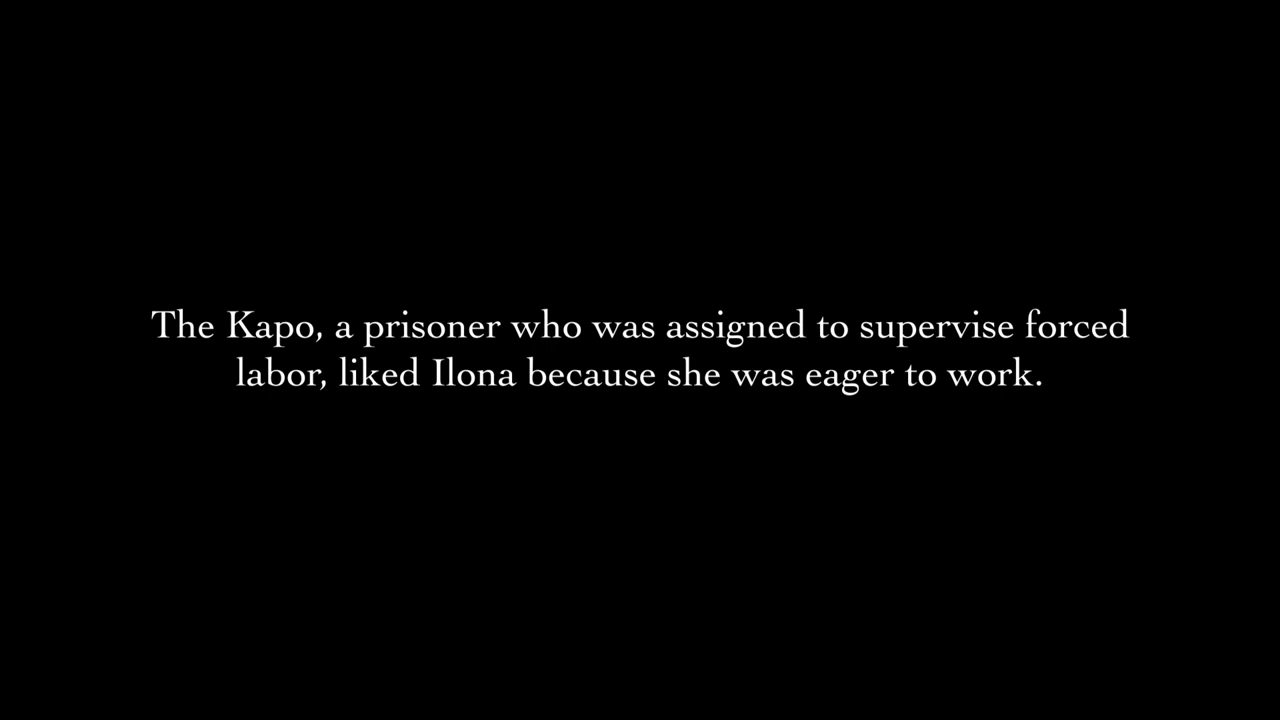 The Kapo, a prisoner who was assigned to supervise forced
labor, liked Ilona because she was eager to work.